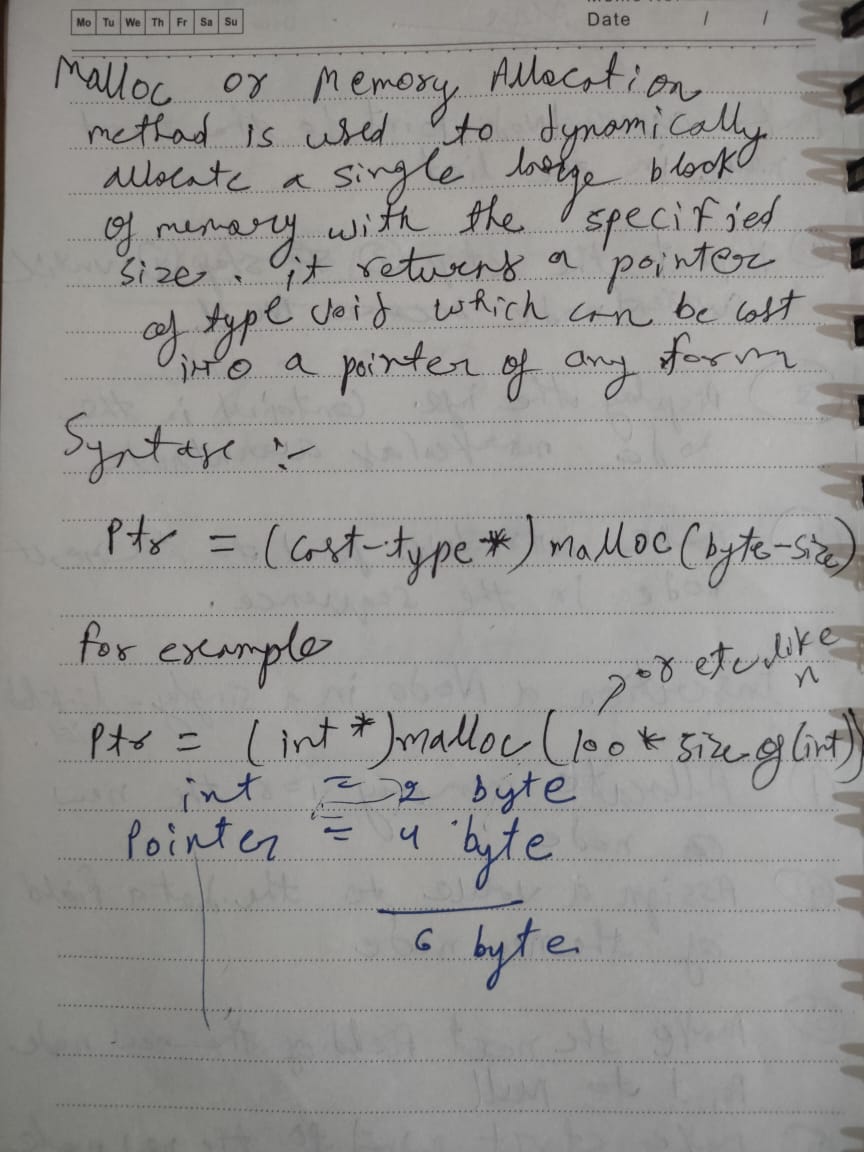 Mo Tu We Th Fr Sa Su
Date / /
Malloc or Memory Allocation
method is used to dynamically
allocate a single large block
of memory with the specified
size. it returns a pointer
of type void which can be cast
into a pointer of any form
Syntax :-
Ptr = (cast-type*) malloc(byte-size)
for example
or etc. like
n
Ptr = (int *)malloc(100 * size of(int))
int = 2 byte
Pointer = 4 byte
6 byte